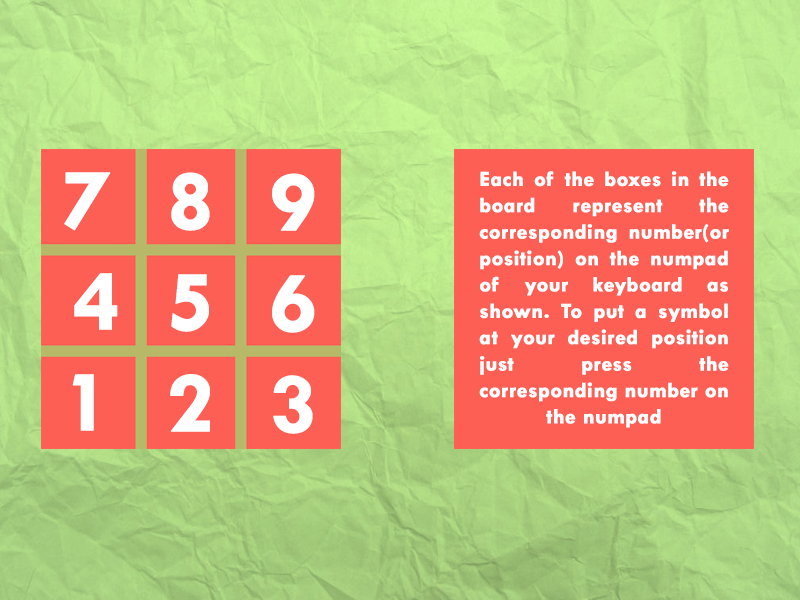 7 8 9
4 5 6
1 2 3
Each of the boxes in the
board represent the
corresponding number(or
position) on the numpad
of your keyboard as
shown. To put a symbol
at your desired position
just press the
corresponding number on
the numpad